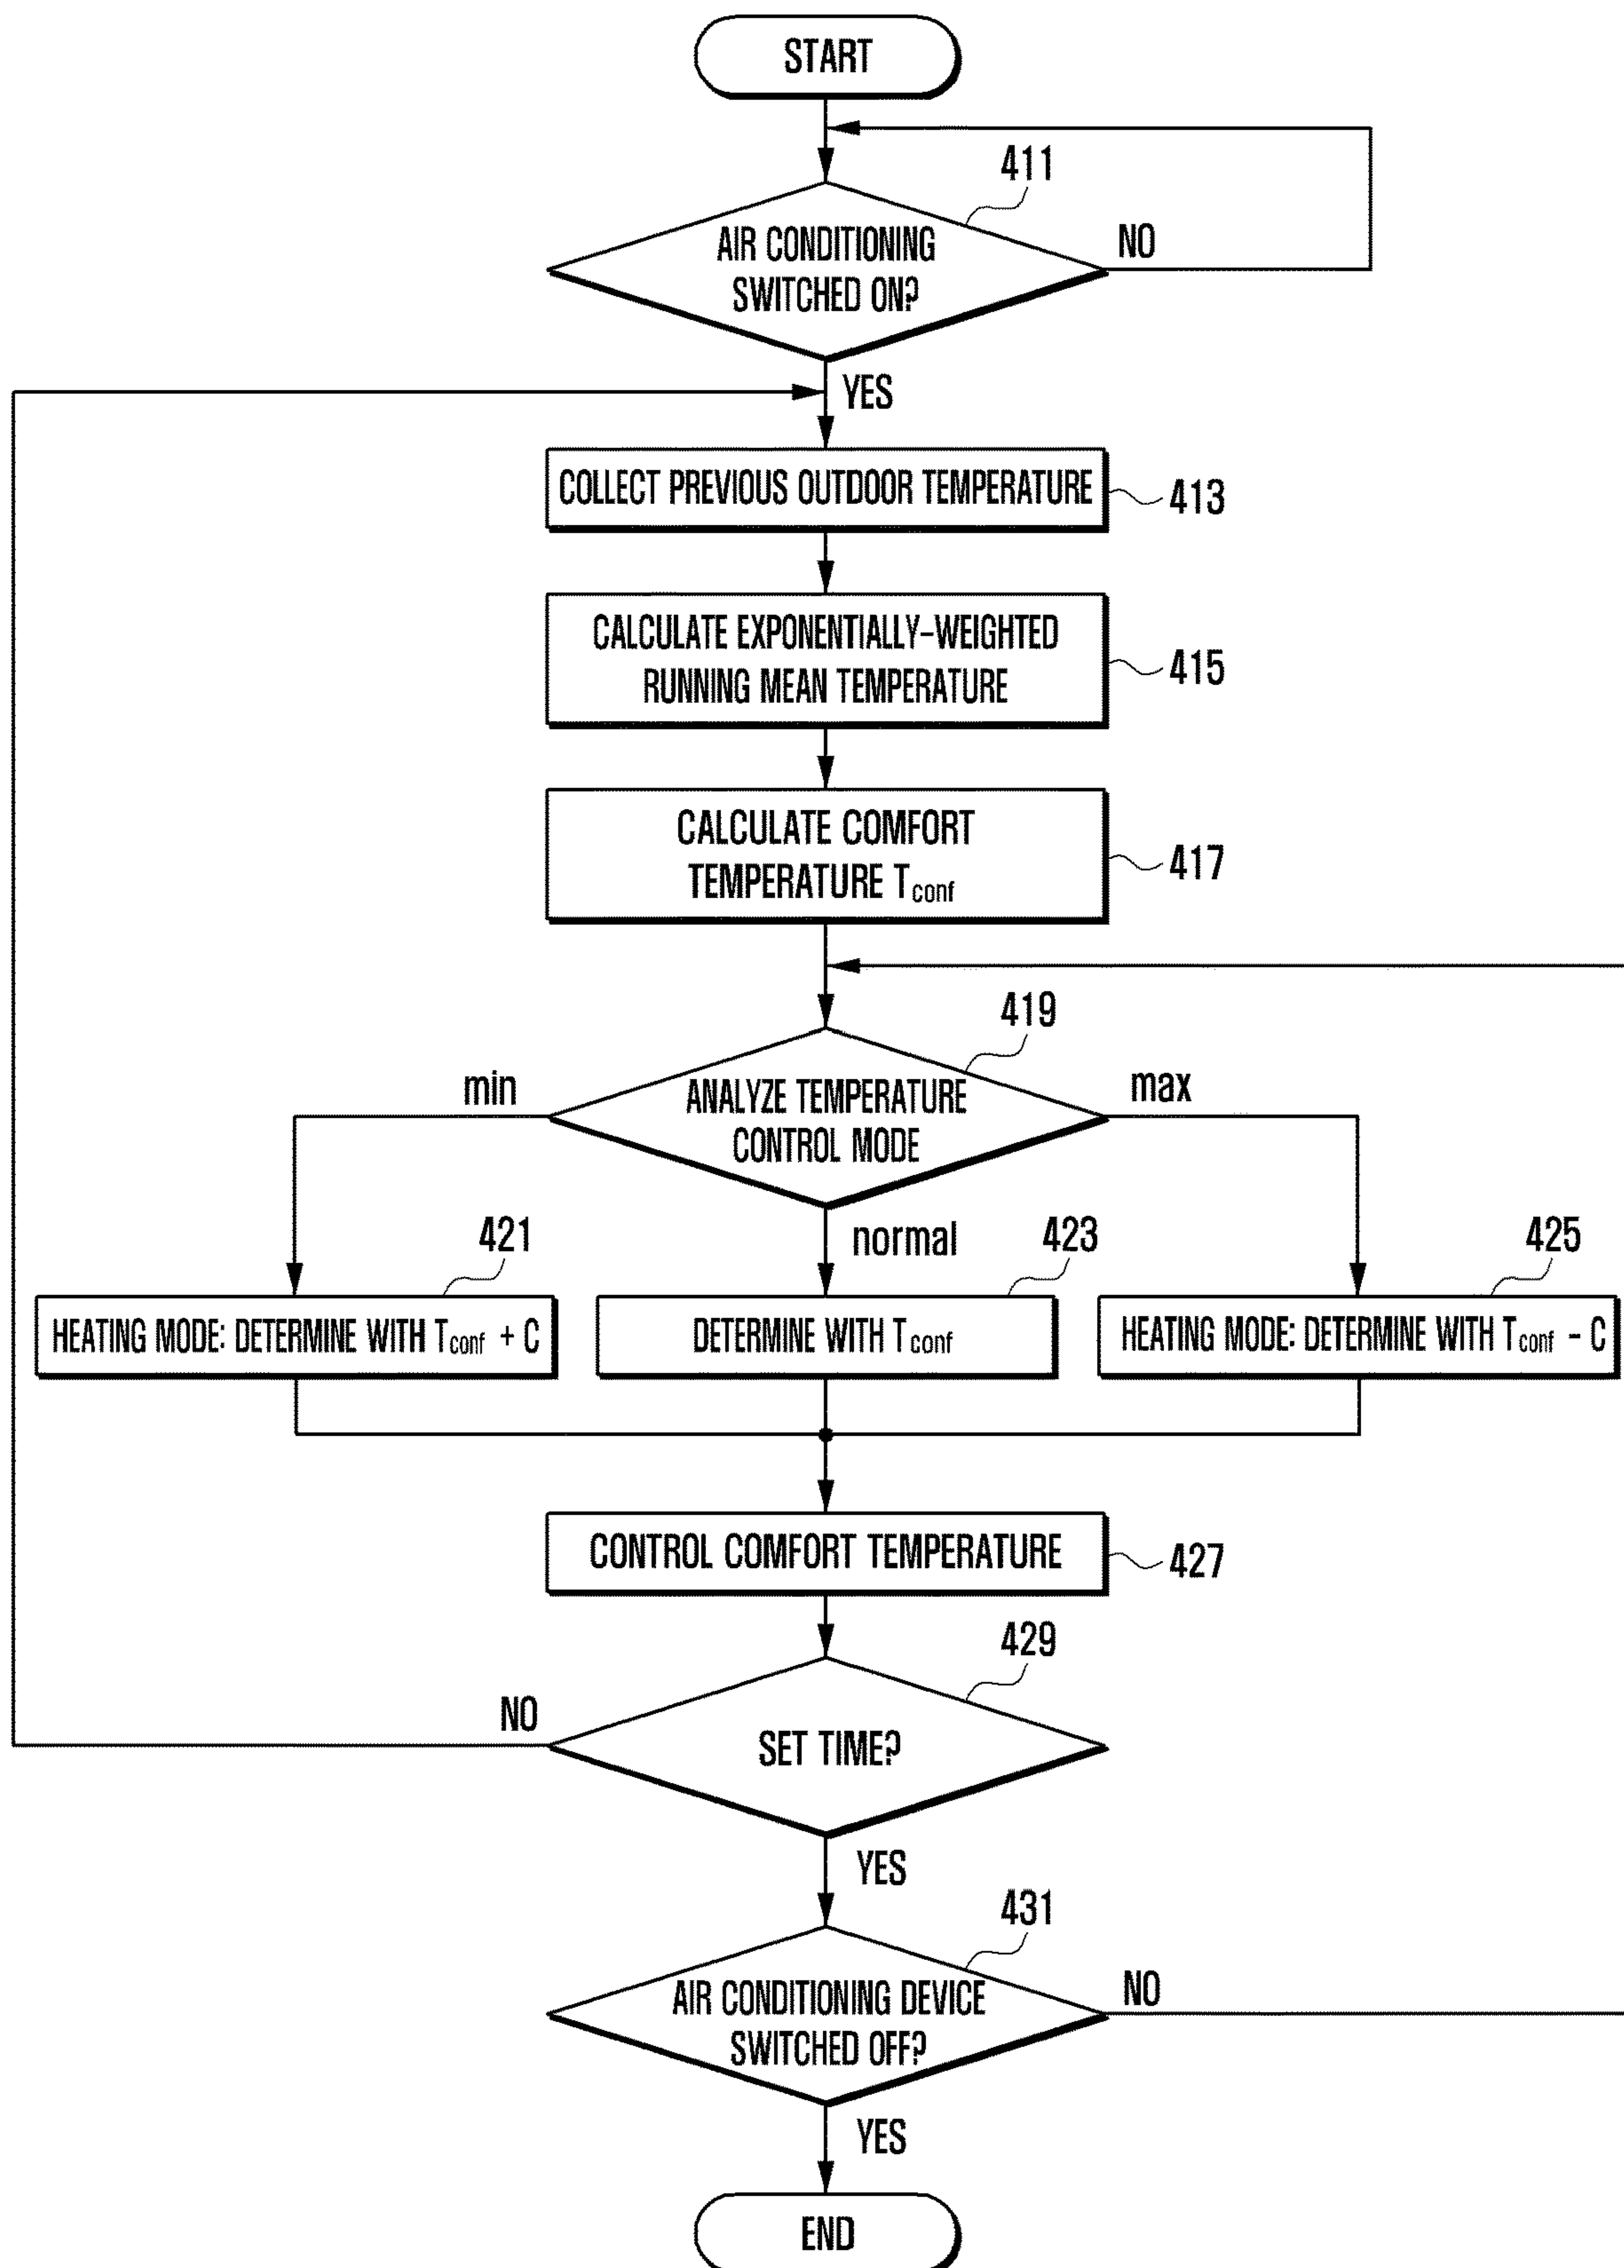 START
411
AIR CONDITIONING
SWITCHED ON?
NO
YES
COLLECT PREVIOUS OUTDOOR TEMPERATURE
413
CALCULATE EXPONENTIALLY-WEIGHTED
RUNNING MEAN TEMPERATURE
415
CALCULATE COMFORT
TEMPERATURE Tconf
417
419
min
ANALYZE TEMPERATURE
CONTROL MODE
max
normal
421
423
425
HEATING MODE: DETERMINE WITH Tconf + C
DETERMINE WITH Tconf
HEATING MODE: DETERMINE WITH Tconf - C
CONTROL COMFORT TEMPERATURE
427
429
NO
SET TIME?
YES
431
AIR CONDITIONING DEVICE
SWITCHED OFF?
NO
YES
END